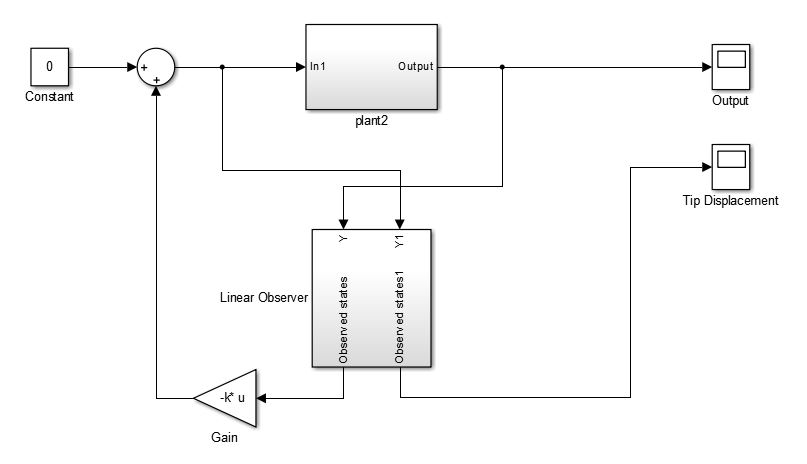 0
Constant
+
+
In1
Output
plant2
Output
Tip Displacement
Y
Y1
Linear Observer
Observed states
Observed states1
-k* u
Gain